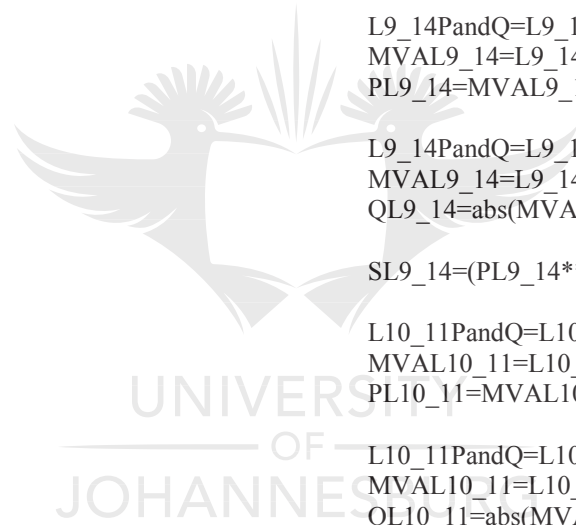 L9_14PandQ=L9_1
MVAL9_14=L9_14
PL9_14=MVAL9_1
L9_14PandQ=L9_1
MVAL9_14=L9_14
QL9_14=abs(MVA
SL9_14=(PL9_14*
L10_11PandQ=L10
MVAL10_11=L10_
PL10_11=MVAL10
L10_11PandQ=L10
MVAL10_11=L10_
QL10_11=abs(MVA
UNIVERSITY
OF
JOHANNESBURG